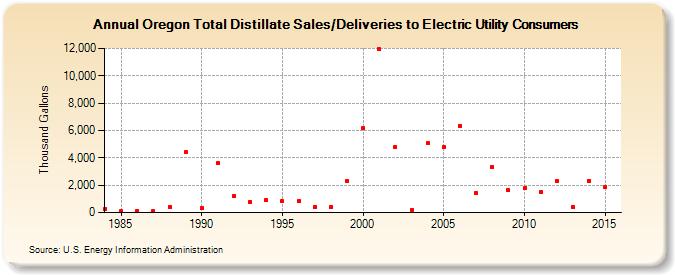 Annual Oregon Total Distillate Sales/Deliveries to Electric Utility Consumers
Thousand Gallons
12,000
10,000
8,000
6,000
4,000
2,000
0
1985 1990 1995 2000 2005 2010 2015
Source: U.S. Energy Information Administration